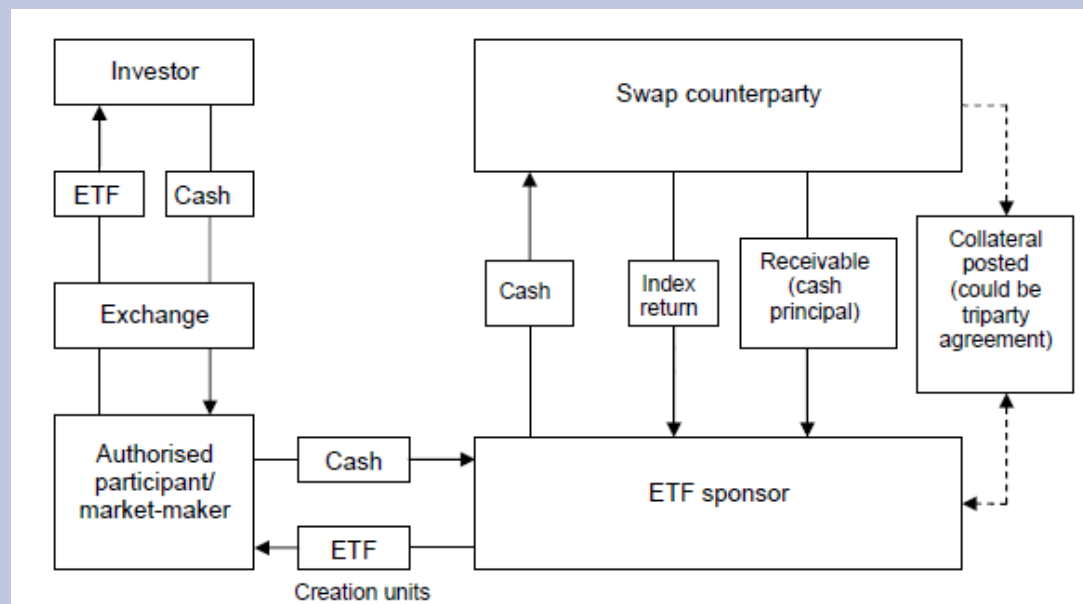 Investor
Swap counterparty
ETF
Cash
Exchange
Cash
Index
return
Receivable
(cash
principal)
Collateral
posted
(could be
triparty
agreement)
Authorised
participant/
market-maker
Cash
ETF
Creation units
ETF sponsor